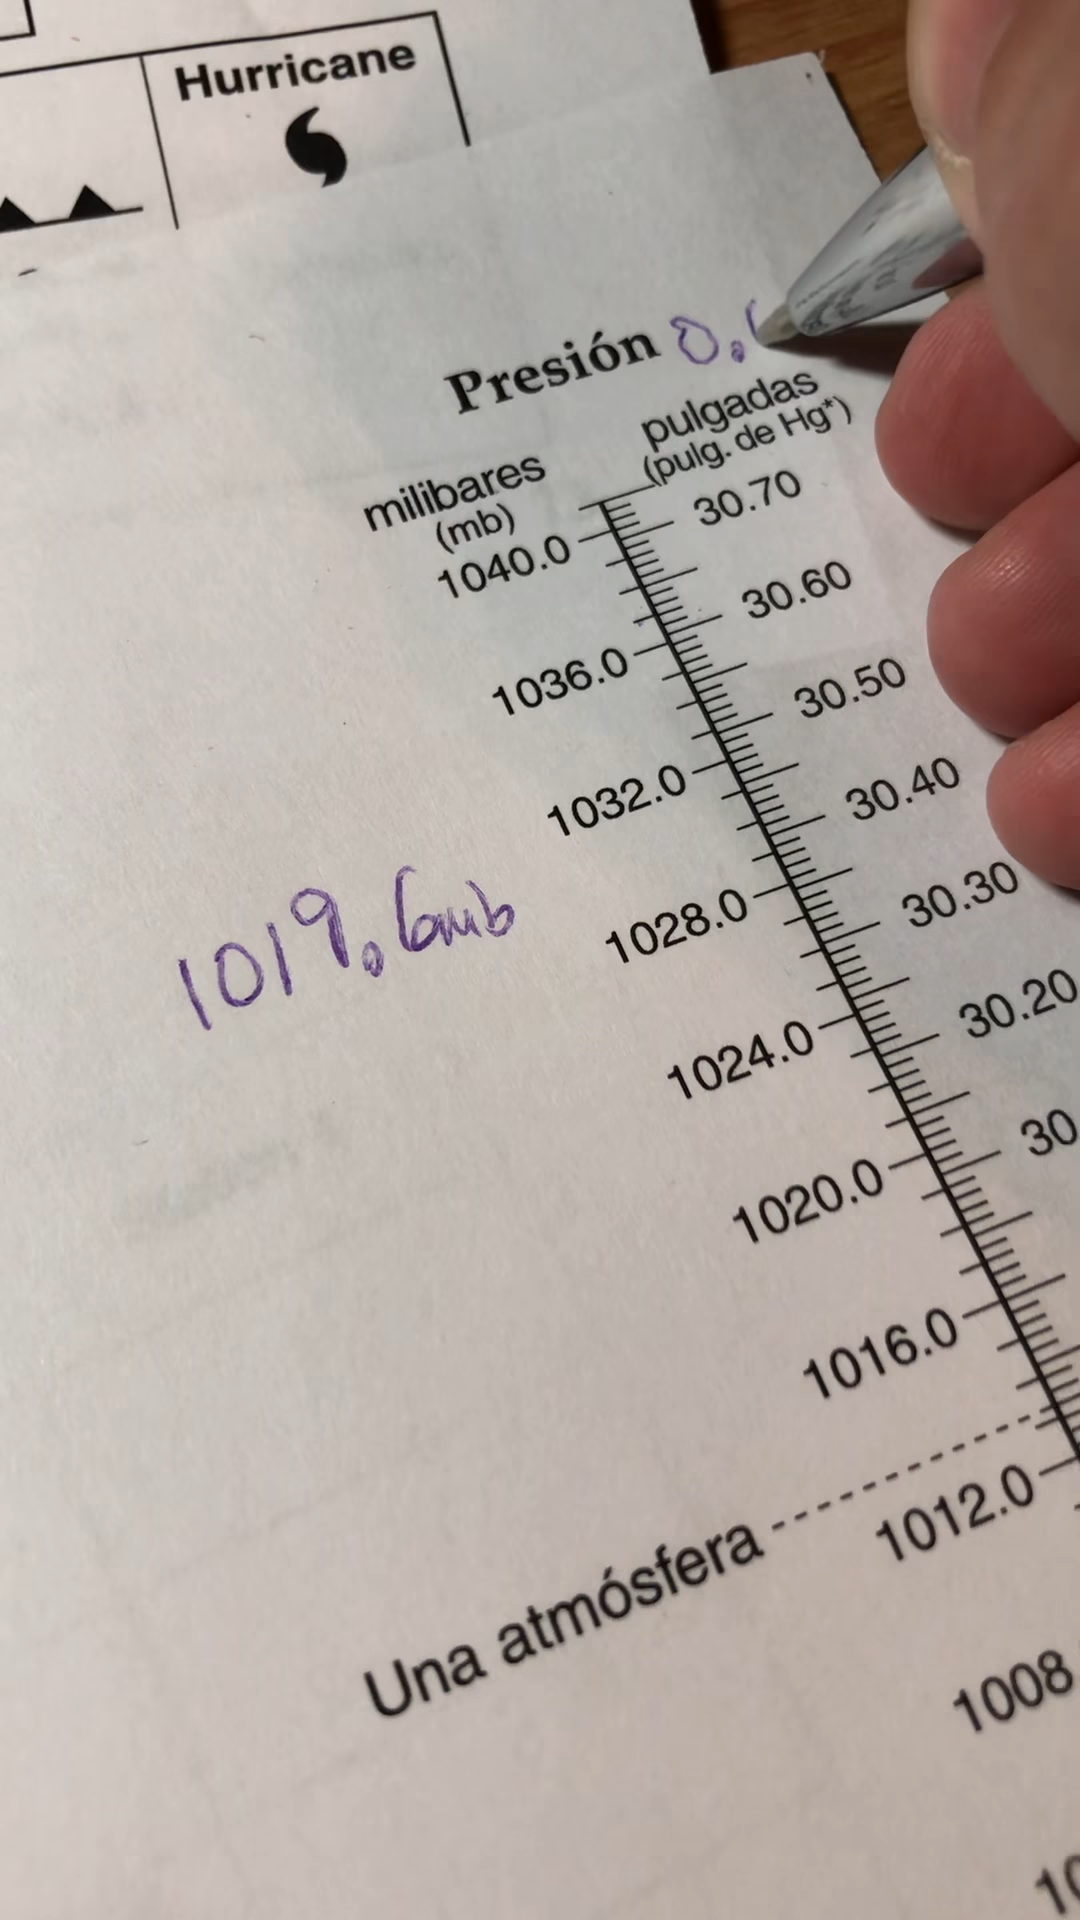 Hurricane
Presión 0.
milibares
(mb)
pulgadas
(pulg. de Hg*)
30.70
1040.0
30.60
1036.0
30.50
1032.0
30.40
1019.6mb
1028.0
30.30
1024.0
30.20
1020.0
30
1016.0
Una atmósfera
1012.0
1008
10